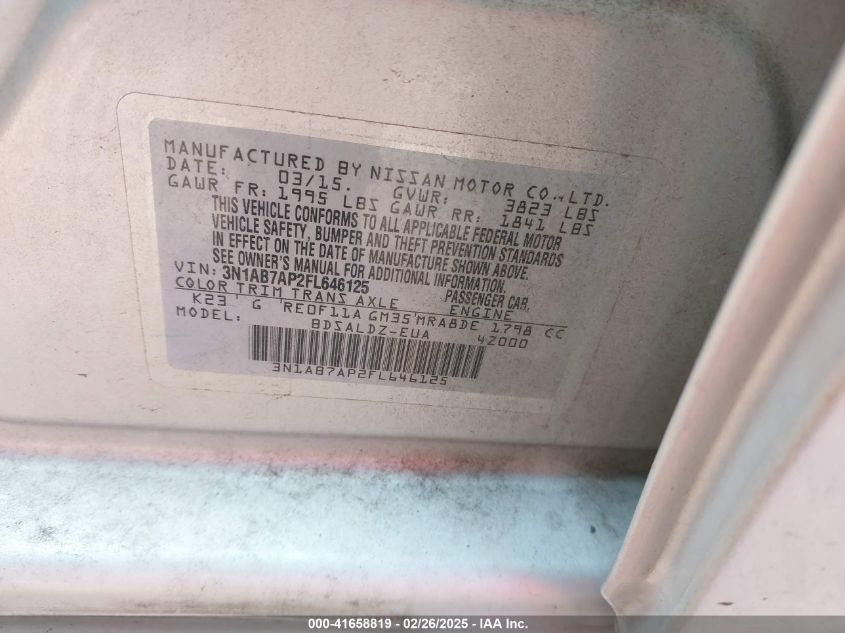 MANUFACTURED BY NISSAN MOTOR CO., LTD.
DATE: 03/15. GVWR: 3823 LBS
GAWR FR: 1995 LBS GAWR RR: 1841 LBS
THIS VEHICLE CONFORMS TO ALL APPLICABLE FEDERAL MOTOR
VEHICLE SAFETY, BUMPER AND THEFT PREVENTION STANDARDS
IN EFFECT ON THE DATE OF MANUFACTURE SHOWN ABOVE.
SEE OWNER'S MANUAL FOR ADDITIONAL INFORMATION.
VIN: 3N1AB7AP2FL646125 PASSENGER CAR.
COLOR TRIM TRANS AXLE ENGINE
K23' G 'RE0F11A GM35'MRA8DE 1798 CC
MODEL: BDSALDZ-EUA 4Z000
3N1AB7AP2FL646125
000-41658819 - 02/26/2025 - IAA Inc.